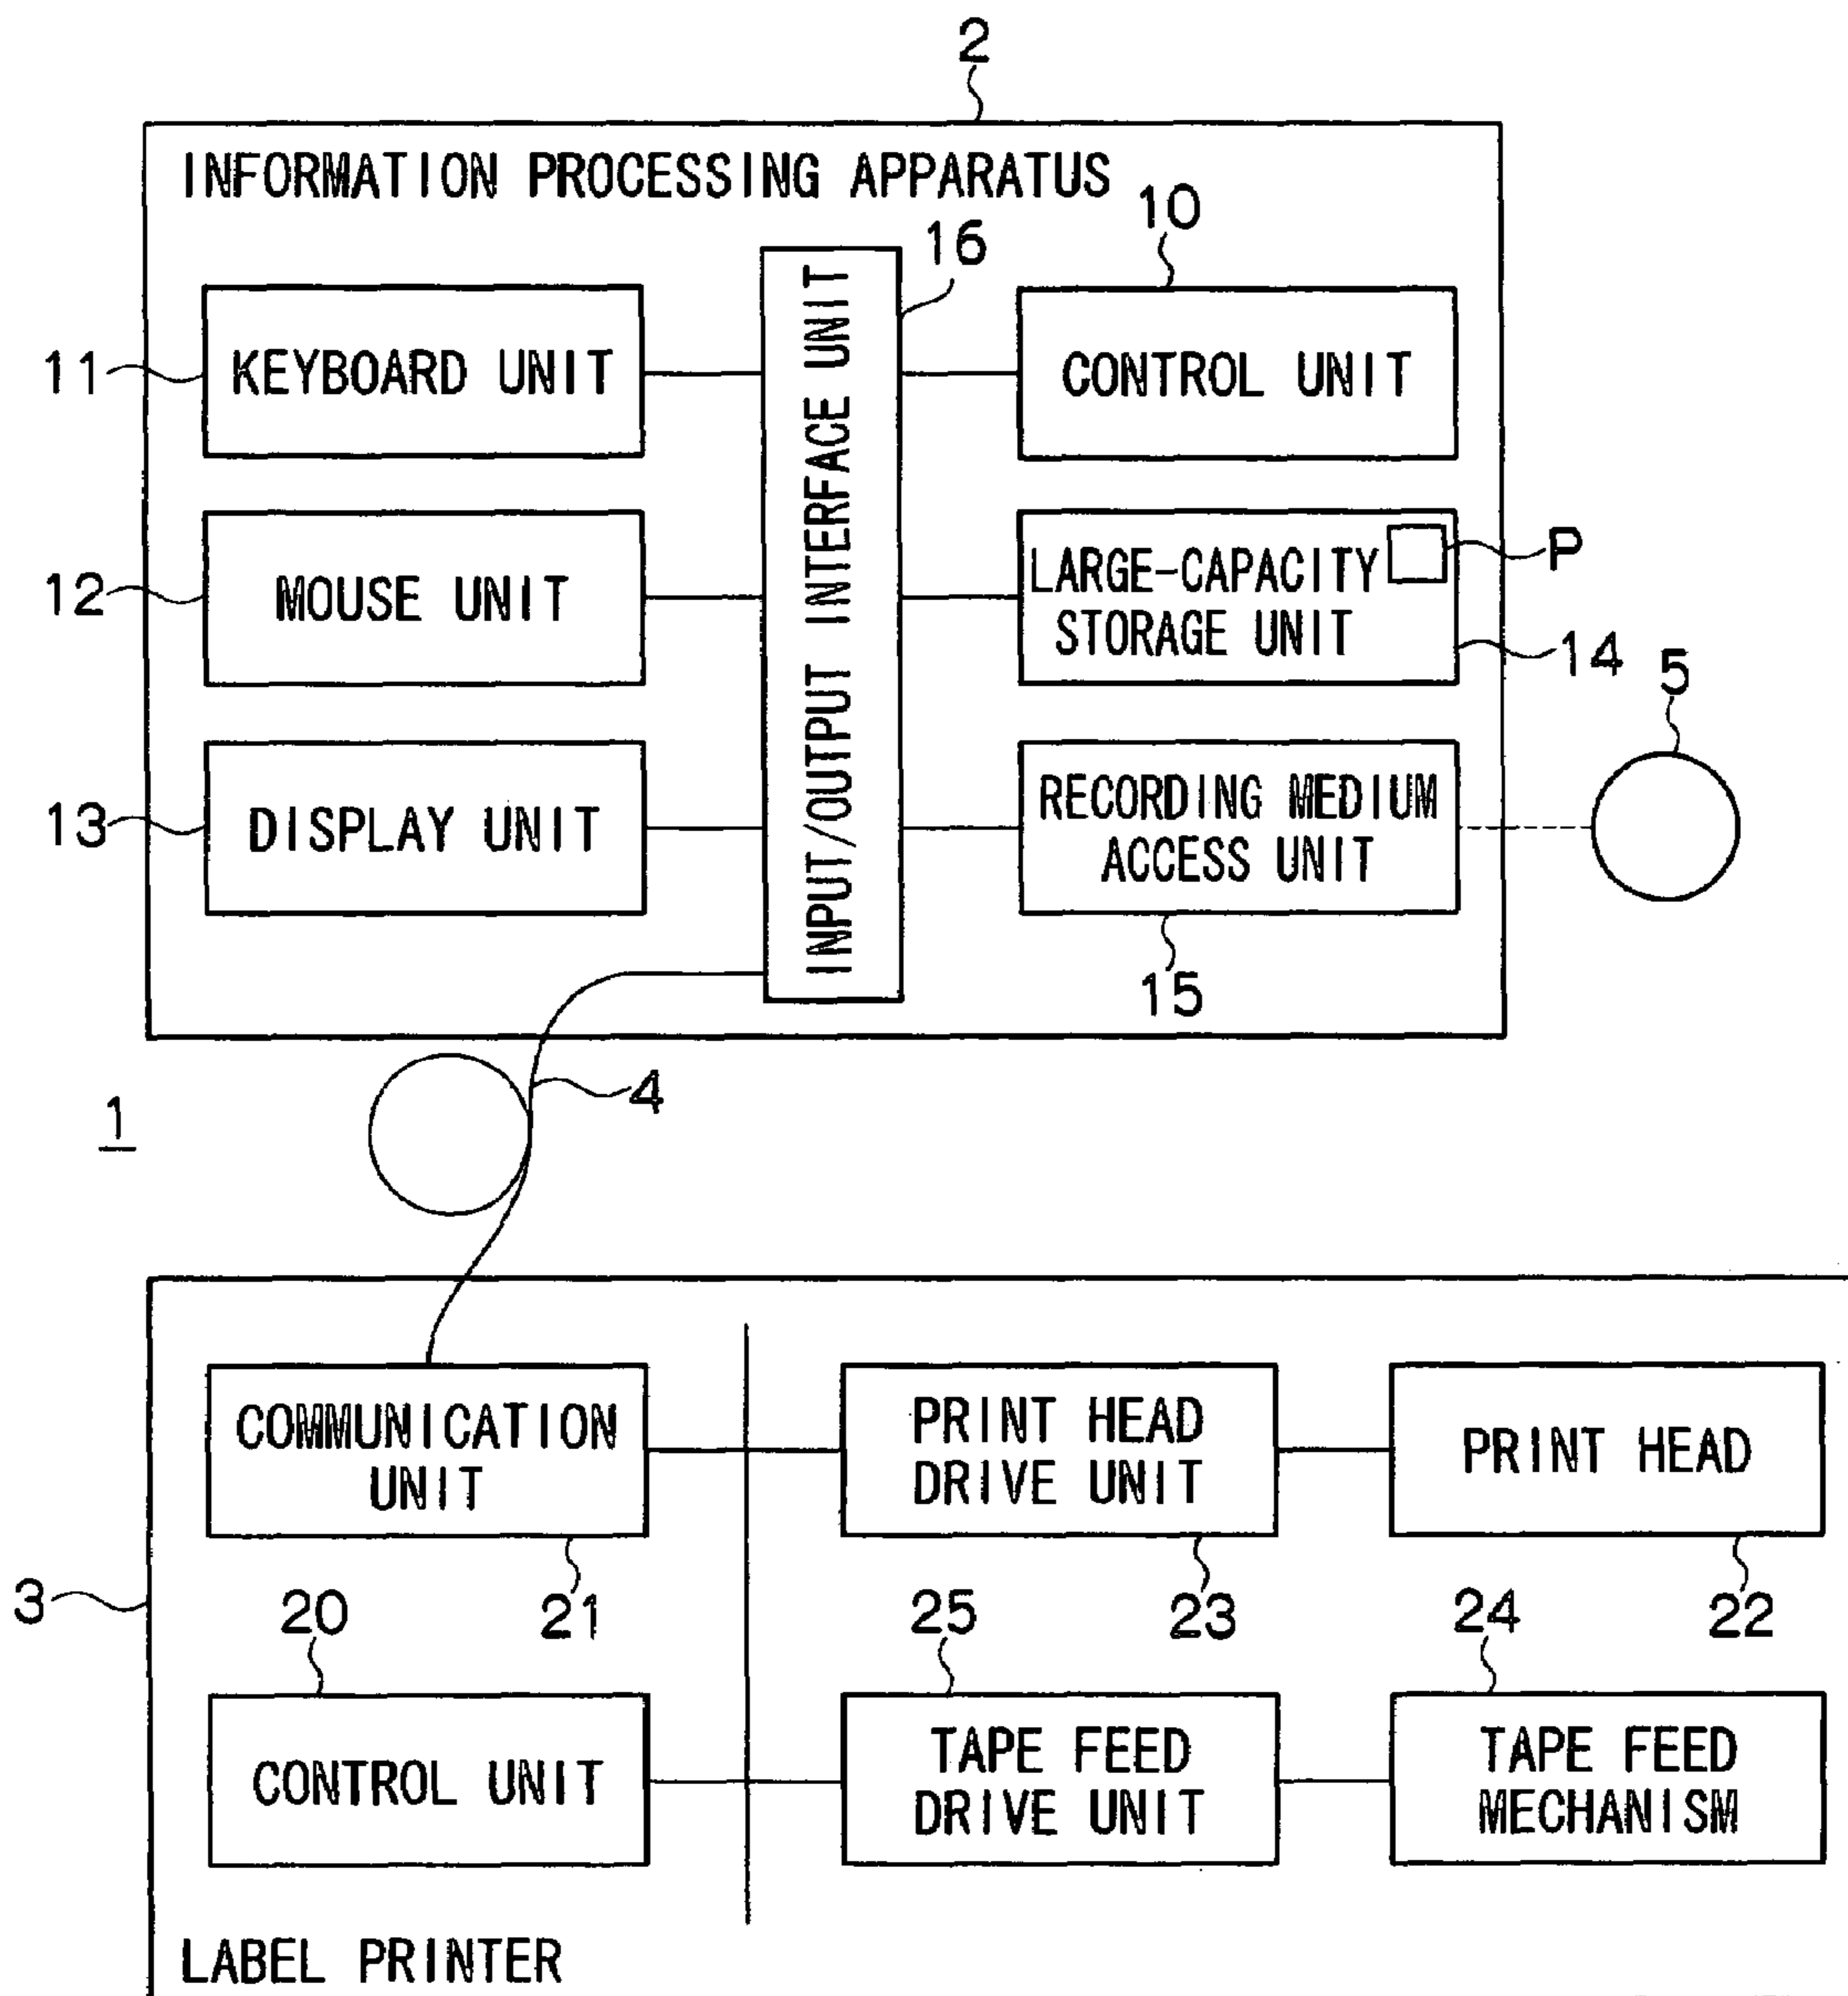 2
INFORMATION PROCESSING APPARATUS
10
16
11
KEYBOARD UNIT
INPUT/OUTPUT INTERFACE UNIT
CONTROL UNIT
12
MOUSE UNIT
LARGE-CAPACITY
STORAGE UNIT
P
14
5
13
DISPLAY UNIT
RECORDING MEDIUM
ACCESS UNIT
15
4
1
COMMUNICATION
UNIT
PRINT HEAD
DRIVE UNIT
PRINT HEAD
3
21
23
22
20
25
24
CONTROL UNIT
TAPE FEED
DRIVE UNIT
TAPE FEED
MECHANISM
LABEL PRINTER